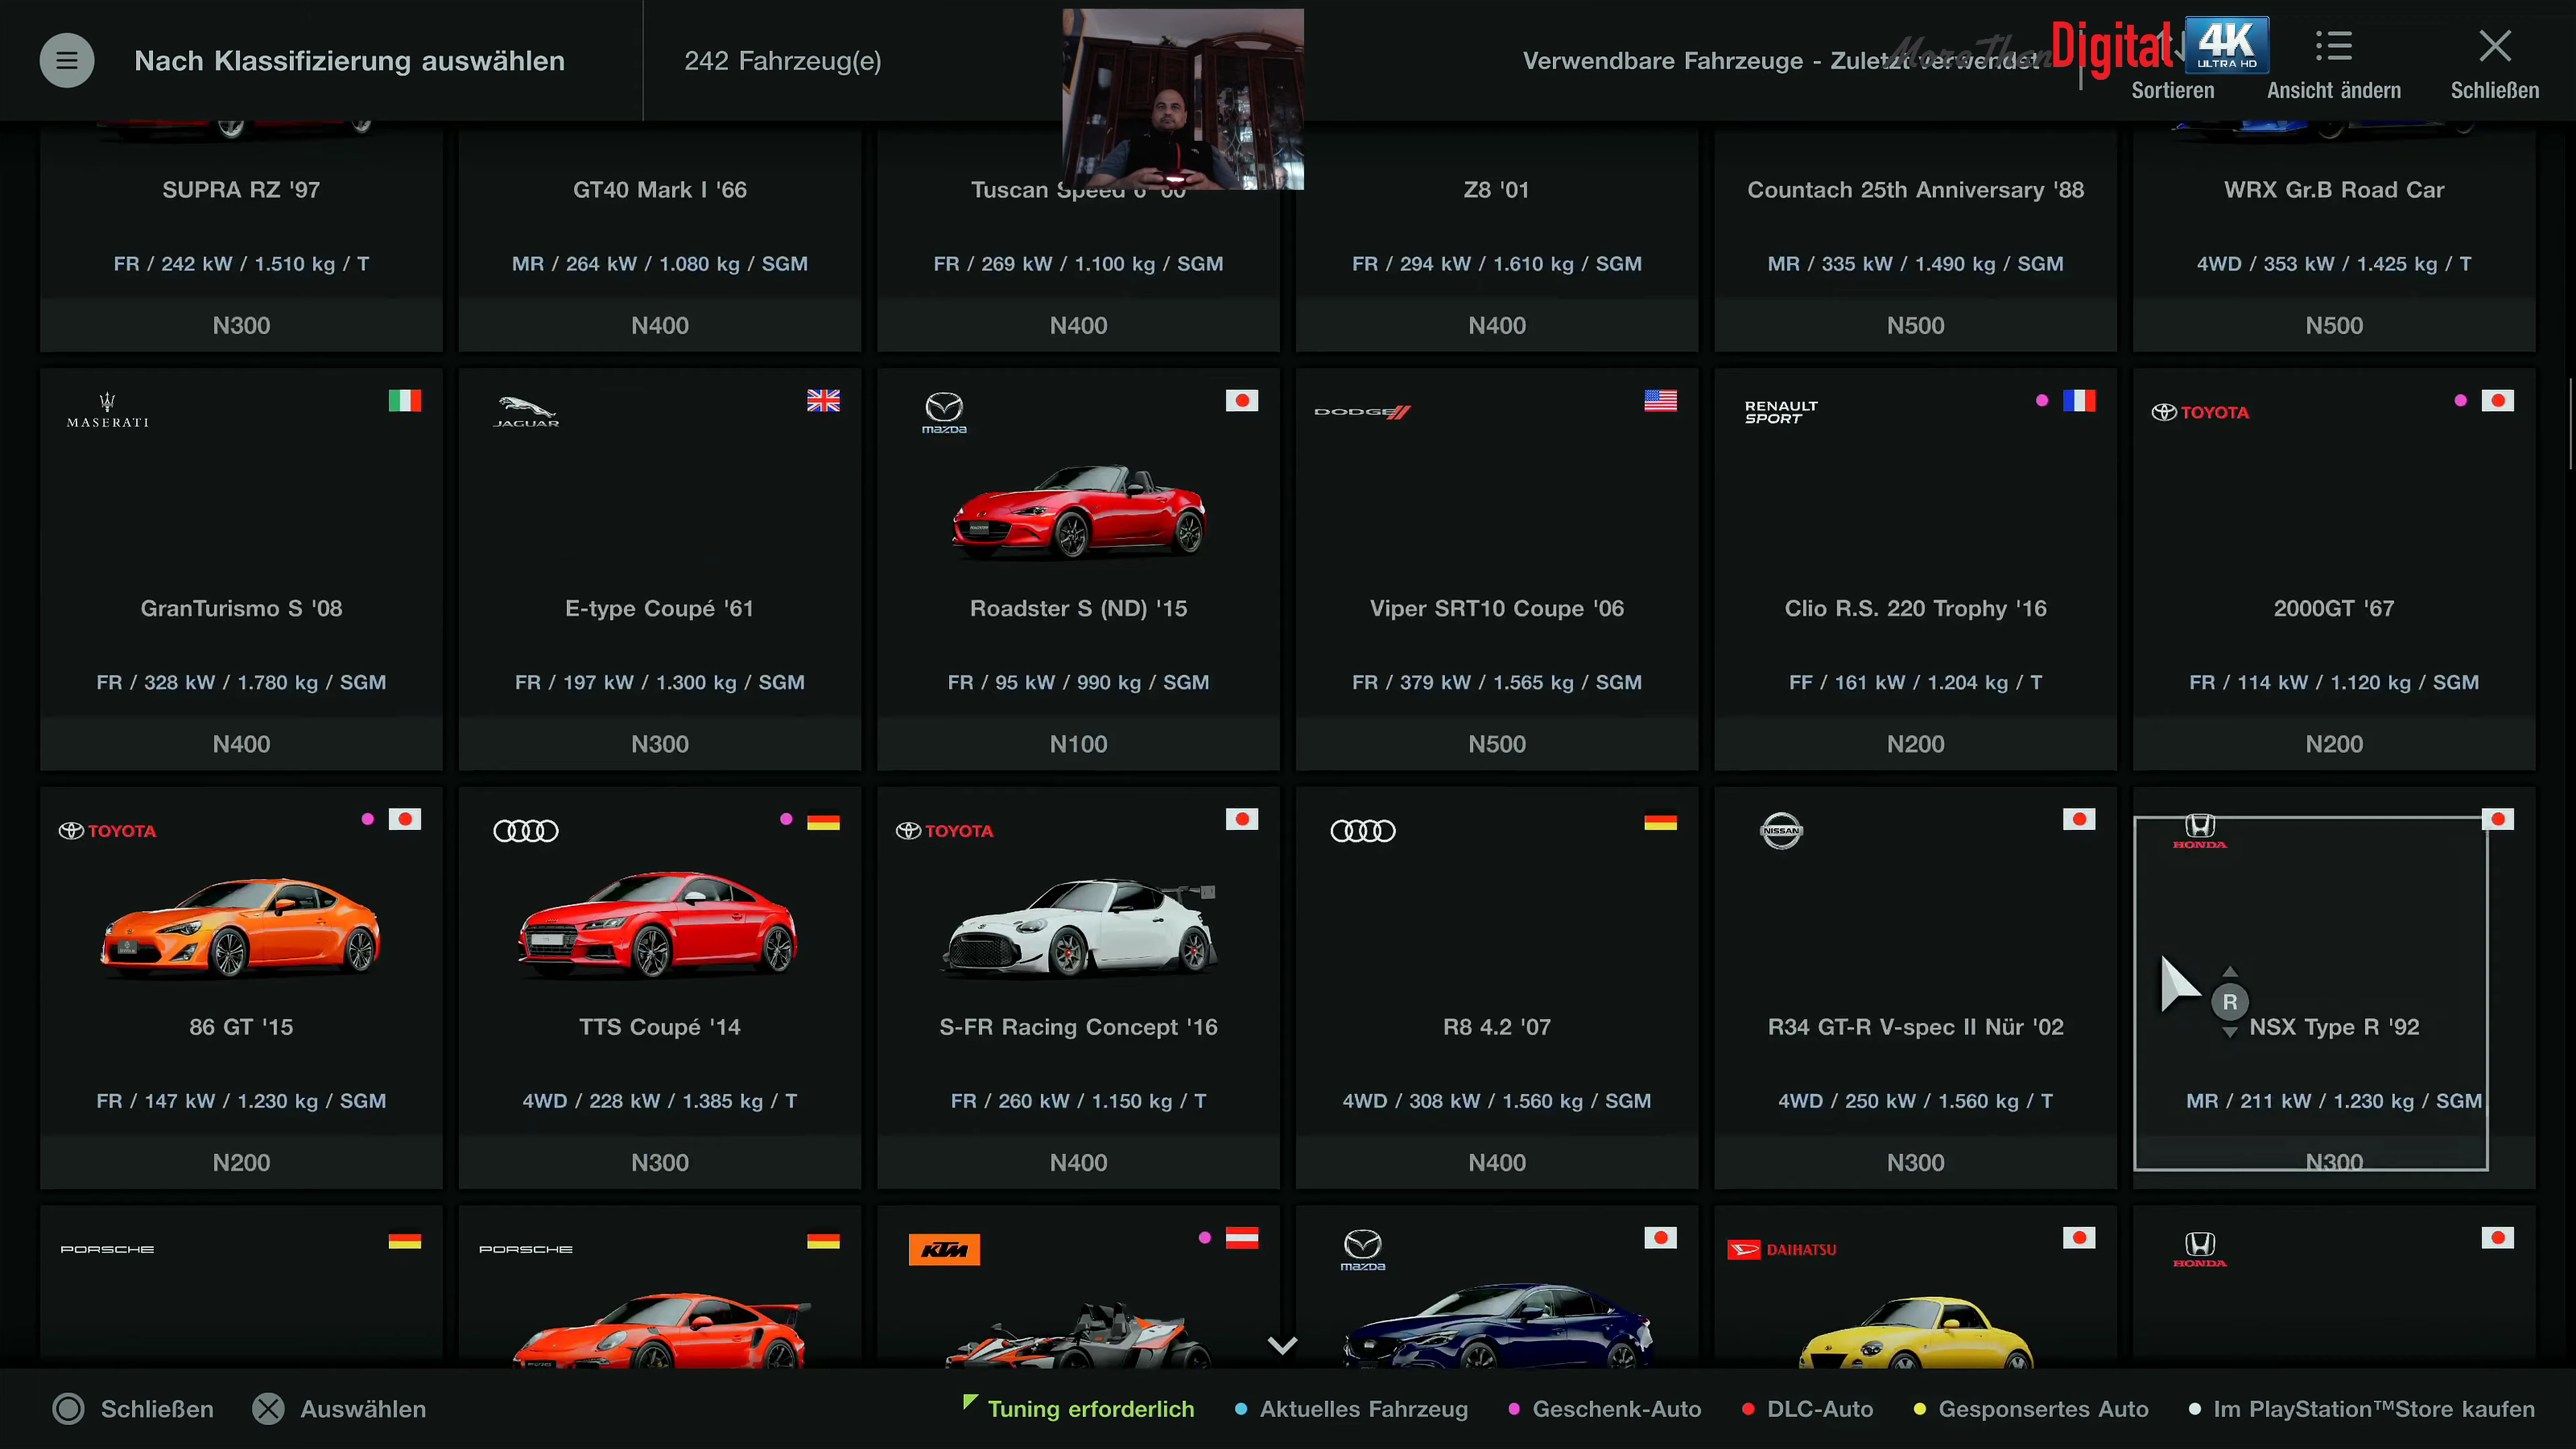 Nach Klassifizierung auswählen
242 Fahrzeug(e)
Verwendbare Fahrzeuge - Zuletzt verwendet
More Than Digital
4K
ULTRA HD
Sortieren
Ansicht ändern
Schließen
SUPRA RZ '97
GT40 Mark I '66
Tuscan Speed 6 '00
Z8 '01
Countach 25th Anniversary '88
WRX Gr.B Road Car
FR / 242 kW / 1.510 kg / T
MR / 264 kW / 1.080 kg / SGM
FR / 269 kW / 1.100 kg / SGM
FR / 294 kW / 1.610 kg / SGM
MR / 335 kW / 1.490 kg / SGM
4WD / 353 kW / 1.425 kg / T
N300
N400
N400
N400
N500
N500
MASERATI
JAGUAR
mazda
DODGE
RENAULT
SPORT
TOYOTA
GranTurismo S '08
E-type Coupé '61
Roadster S (ND) '15
Viper SRT10 Coupe '06
Clio R.S. 220 Trophy '16
2000GT '67
FR / 328 kW / 1.780 kg / SGM
FR / 197 kW / 1.300 kg / SGM
FR / 95 kW / 990 kg / SGM
FR / 379 kW / 1.565 kg / SGM
FF / 161 kW / 1.204 kg / T
FR / 114 kW / 1.120 kg / SGM
N400
N300
N100
N500
N200
N200
TOYOTA
TOYOTA
NISSAN
HONDA
86 GT '15
TTS Coupé '14
S-FR Racing Concept '16
R8 4.2 '07
R34 GT-R V-spec II Nür '02
R
NSX Type R '92
FR / 147 kW / 1.230 kg / SGM
4WD / 228 kW / 1.385 kg / T
FR / 260 kW / 1.150 kg / T
4WD / 308 kW / 1.560 kg / SGM
4WD / 250 kW / 1.560 kg / T
MR / 211 kW / 1.230 kg / SGM
N200
N300
N400
N400
N300
N300
PORSCHE
PORSCHE
KTM
mazda
DAIHATSU
HONDA
Schließen
Auswählen
Tuning erforderlich
Aktuelles Fahrzeug
Geschenk-Auto
DLC-Auto
Gesponsertes Auto
Im PlayStation™Store kaufen